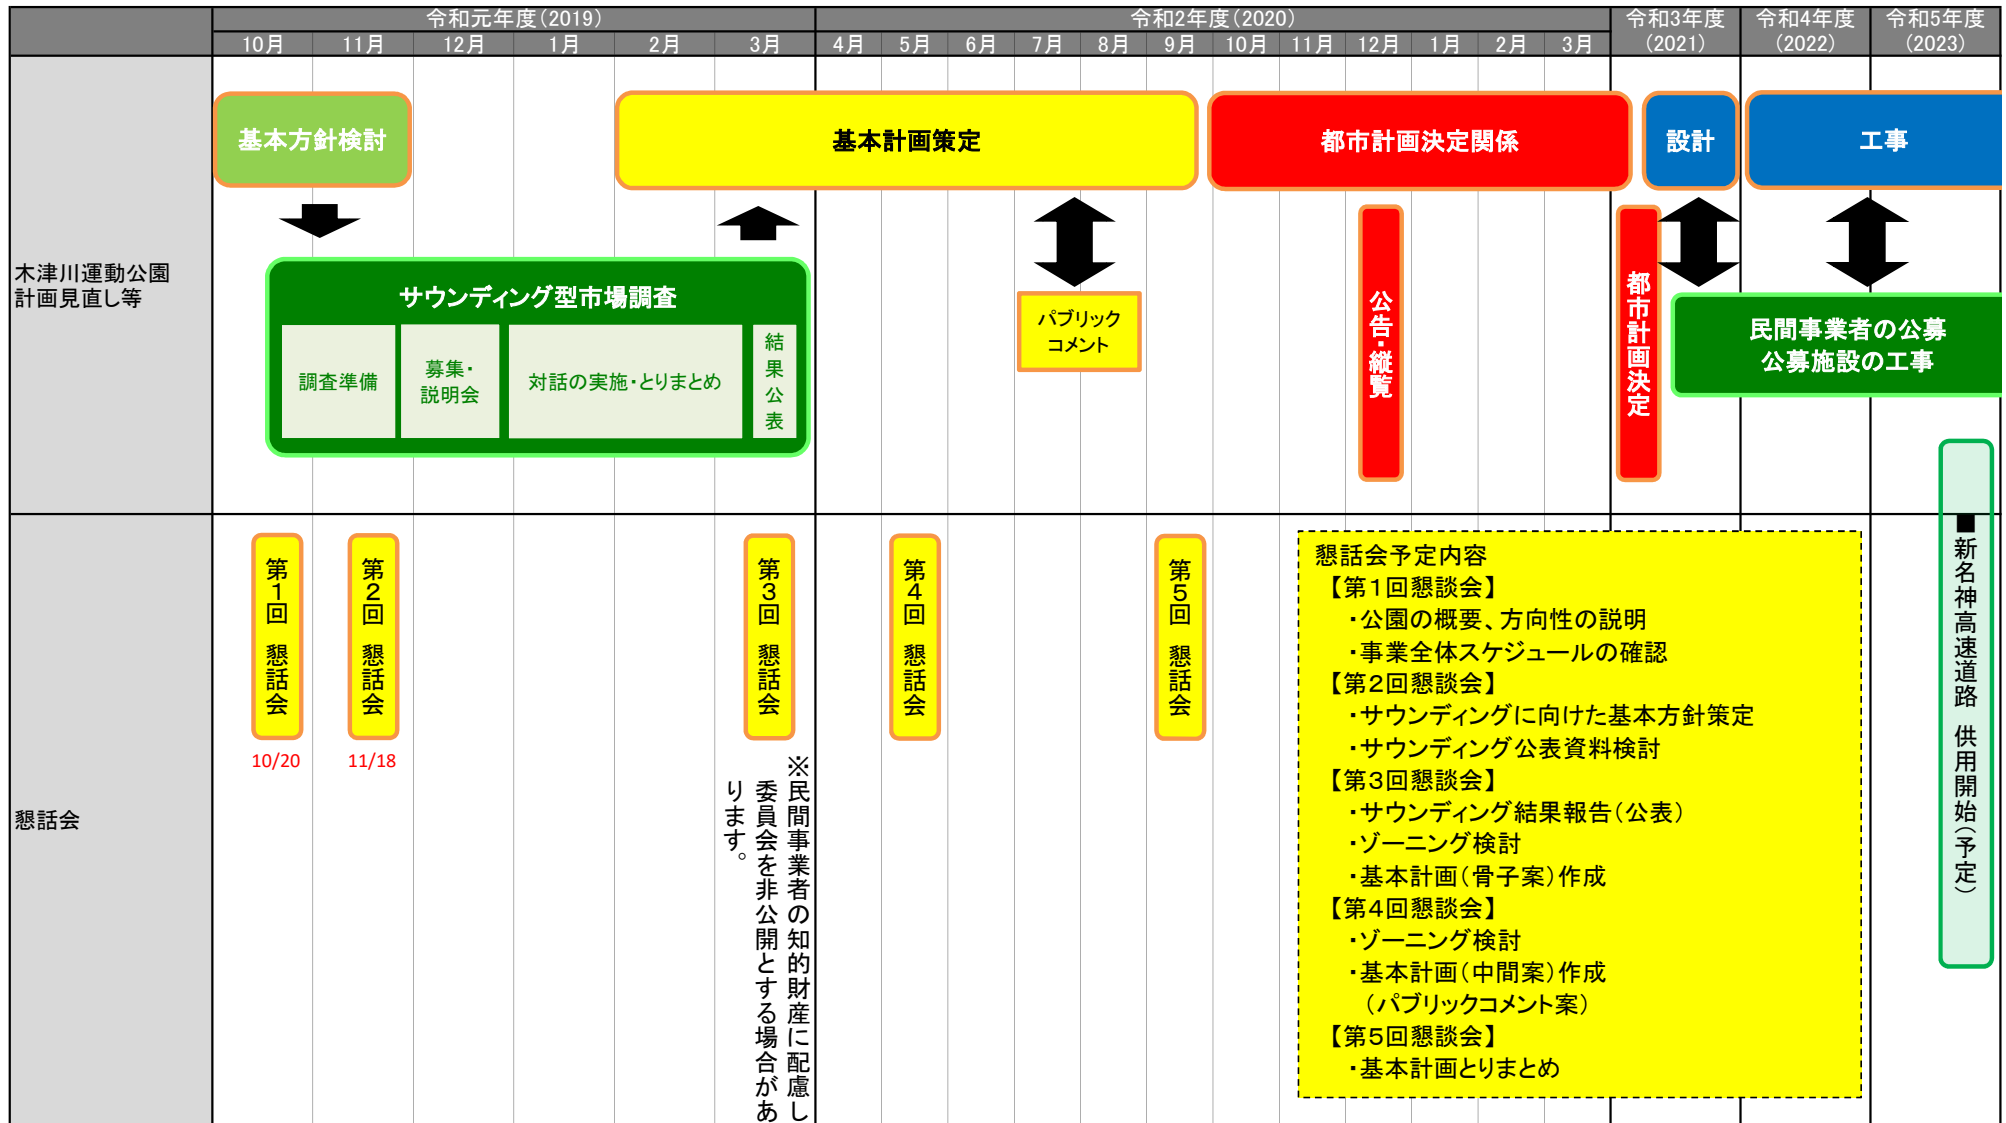 令和元年度(2019)
令和2年度(2020)
令和3年度
(2021)
令和4年度
(2022)
令和5年度
(2023)
10月
11月
12月
1月
2月
3月
4月
5月
6月
7月
8月
9月
10月
11月
12月
1月
2月
3月
木津川運動公園
計画見直し等
基本方針検討
基本計画策定
都市計画決定関係
設計
工事
サウンディング型市場調査
調査準備
募集・
説明会
対話の実施・とりまとめ
結果公表
パブリック
コメント
公告・縦覧
都市計画決定
民間事業者の公募
公募施設の工事
■新名神高速道路 供用開始(予定)
懇話会
第1回 懇話会
10/20
第2回 懇話会
11/18
第3回 懇話会
※民間事業者の知的財産に配慮し
委員会を非公開とする場合があ
ります。
第4回 懇話会
第5回 懇話会
懇話会予定内容
【第1回懇談会】
・公園の概要、方向性の説明
・事業全体スケジュールの確認
【第2回懇談会】
・サウンディングに向けた基本方針策定
・サウンディング公表資料検討
【第3回懇談会】
・サウンディング結果報告(公表)
・ゾーニング検討
・基本計画(骨子案)作成
【第4回懇談会】
・ゾーニング検討
・基本計画(中間案)作成
(パブリックコメント案)
【第5回懇談会】
・基本計画とりまとめ